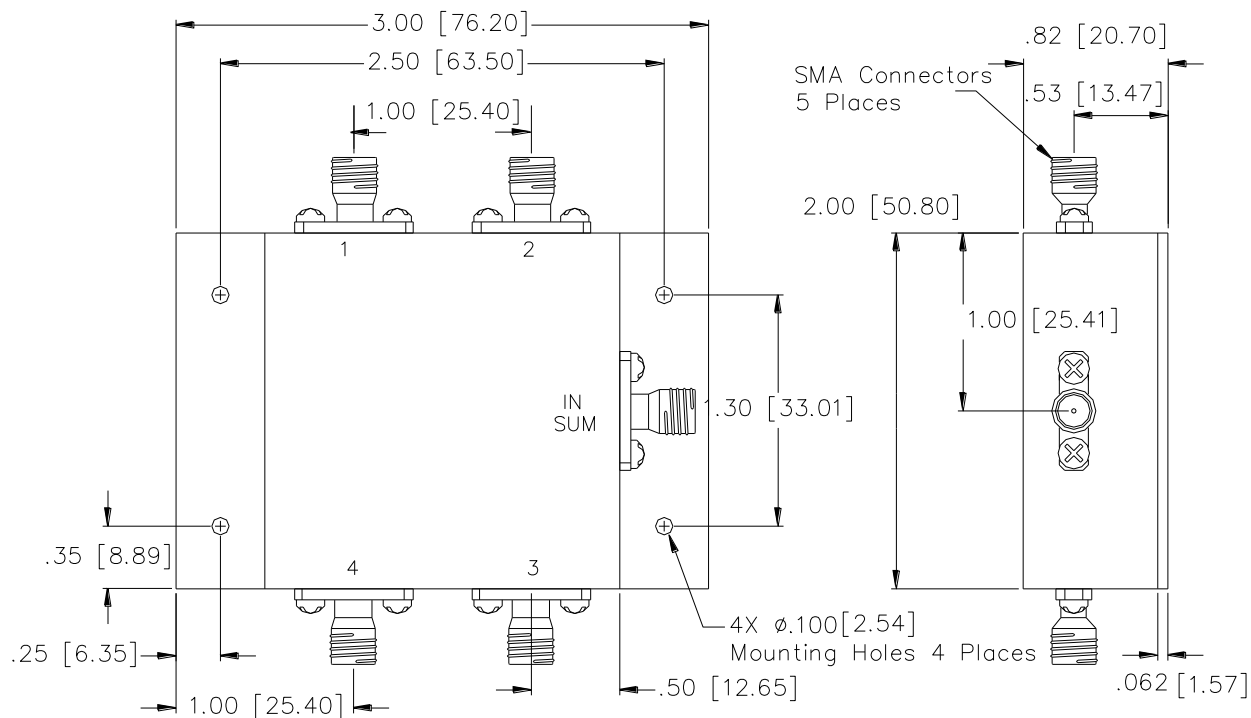 3.00 [76.20]
2.50 [63.50]
1.00 [25.40]
.82 [20.70]
SMA Connectors
5 Places
.53 [13.47]
2.00 [50.80]
1
2
1.00 [25.41]
IN
SUM
1.30 [33.01]
.35 [8.89]
4
3
4X ø.100[2.54]
Mounting Holes 4 Places
.25 [6.35]
.50 [12.65]
.062 [1.57]
1.00 [25.40]